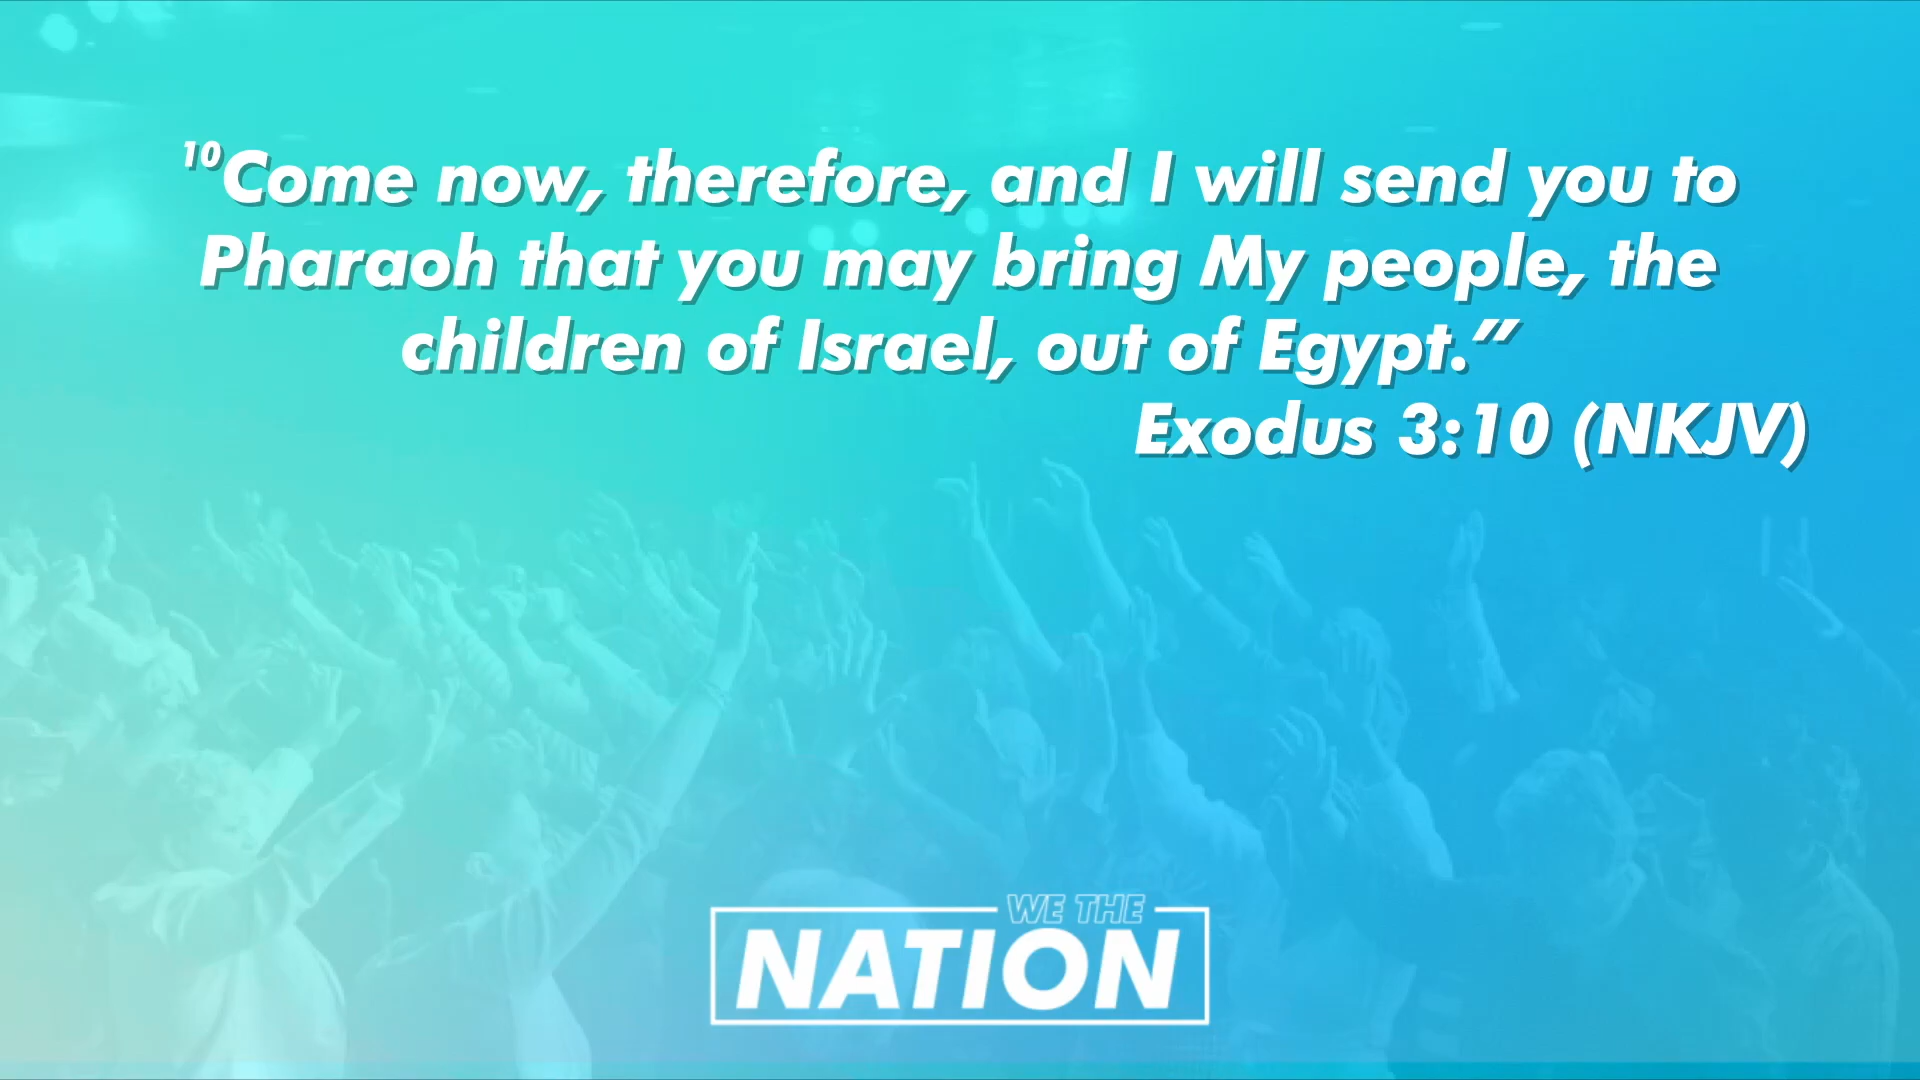 ¹⁰Come now, therefore, and I will send you to
Pharaoh that you may bring My people, the
children of Israel, out of Egypt.”
Exodus 3:10 (NKJV)
WE THE
NATION